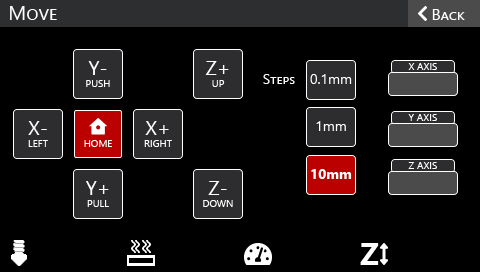 MOVE
BACK
Y-
PUSH
Z+
UP
STEPS
0.1mm
X AXIS
X-
LEFT
HOME
X+
RIGHT
1mm
Y AXIS
Y+
PULL
Z-
DOWN
10mm
Z AXIS
Z